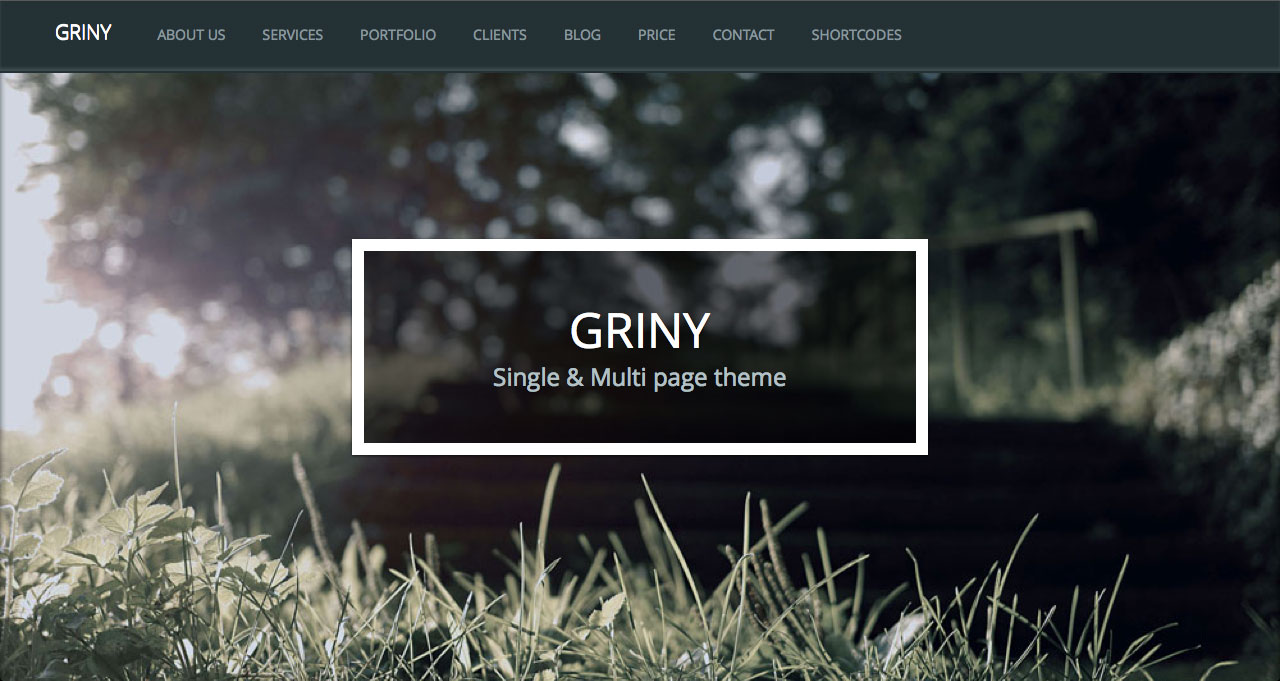 GRINY ABOUT US SERVICES PORTFOLIO CLIENTS BLOG PRICE CONTACT SHORTCODES
GRINY
Single & Multi page theme